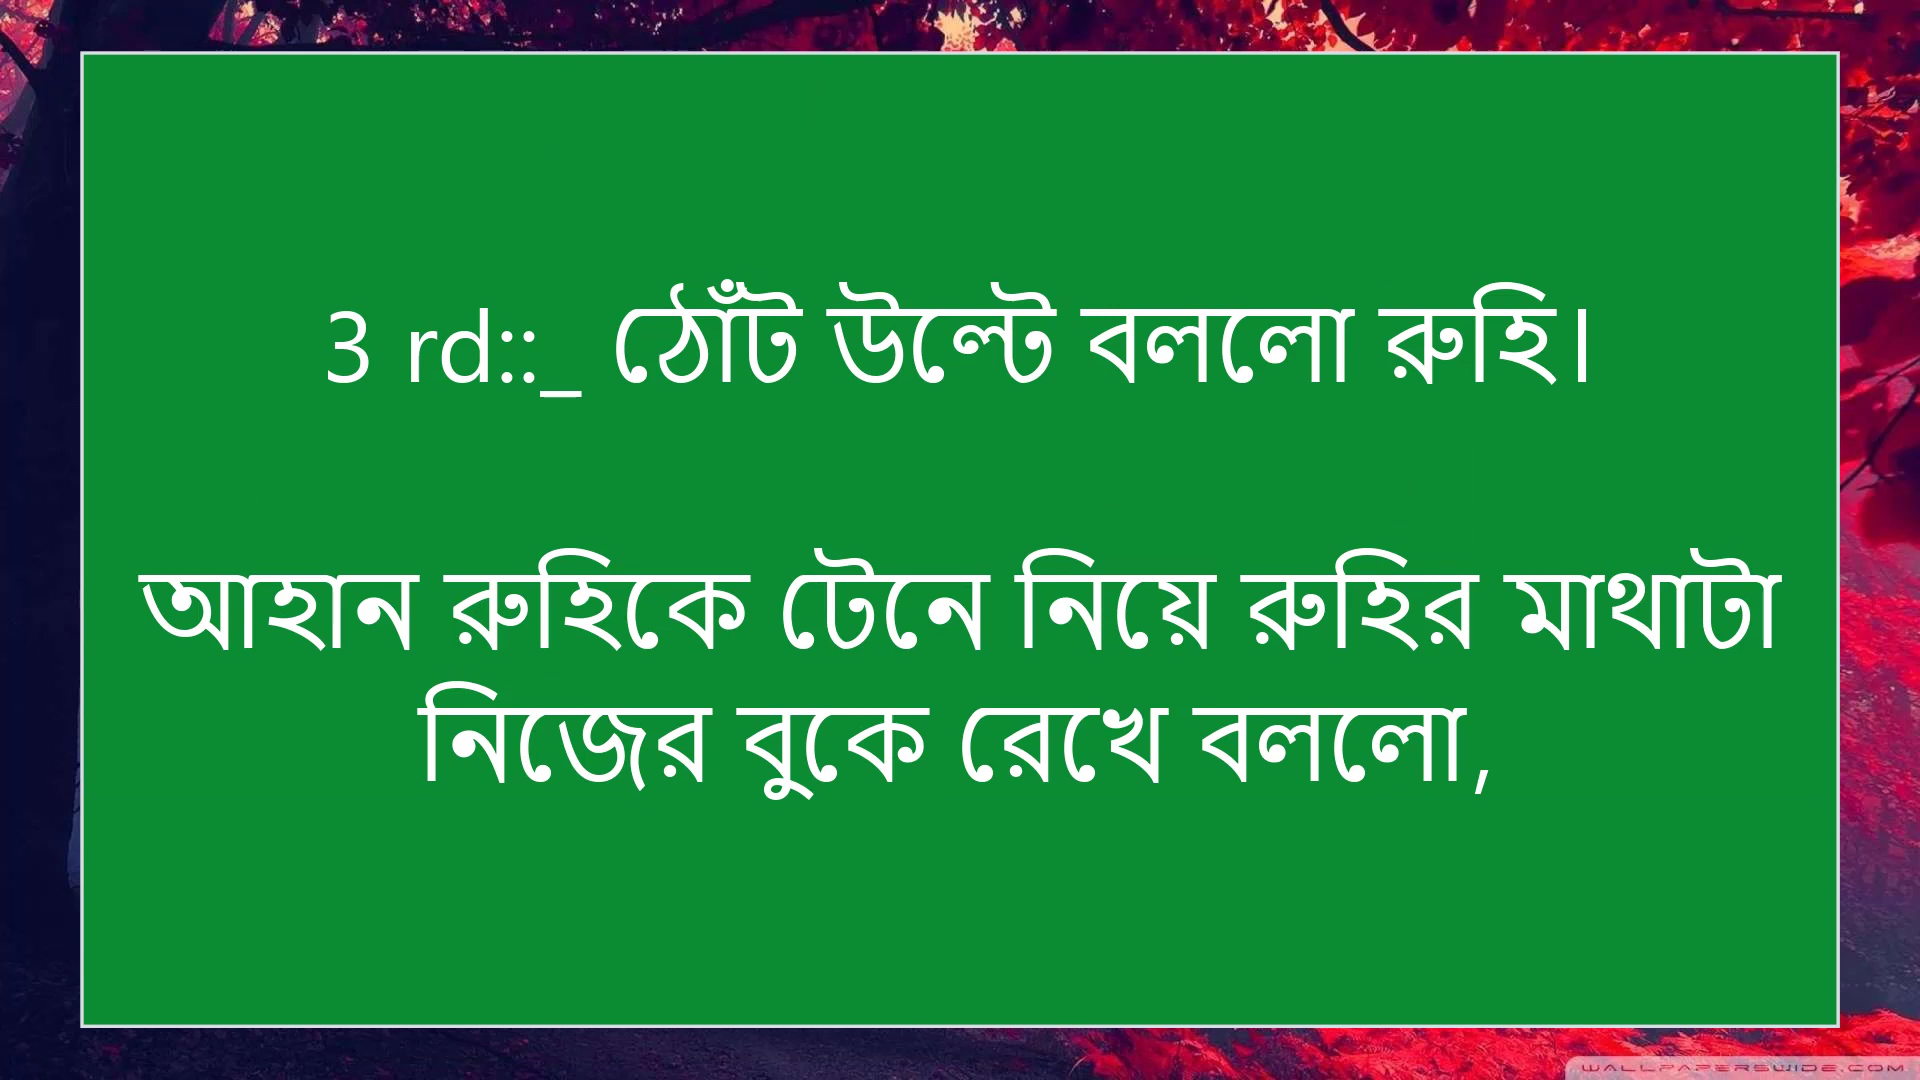 3 rd::_ ঠোঁট উল্টে বললো রুহি।
আহান রুহিকে টেনে নিয়ে রুহির মাথাটা
নিজের বুকে রেখে বললো,
WALLPAPERSWIDE.COM